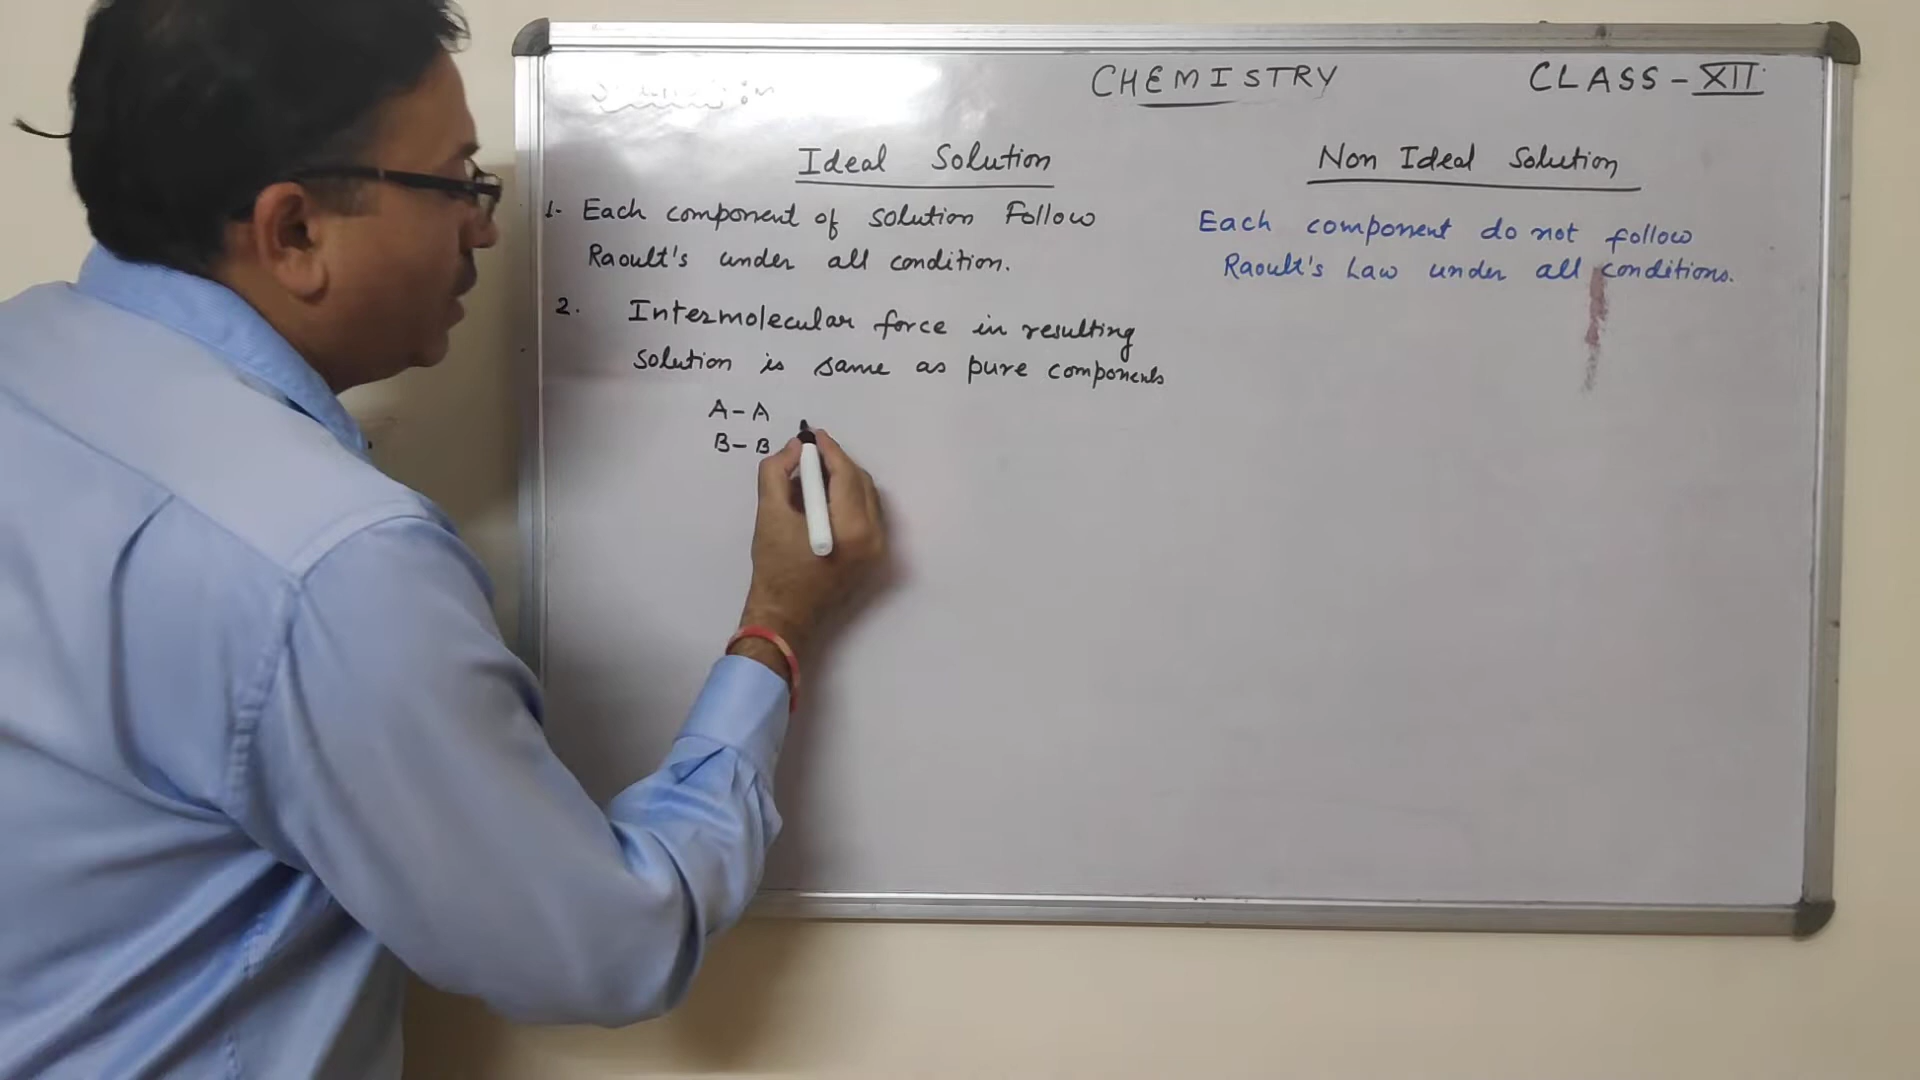 CHEMISTRY
CLASS-XII
Ideal Solution
1. Each component of solution Follow
Raoult's under all condition.
2. Intermolecular force in resulting
solution is same as pure components
A-A
B-B
Non Ideal Solution
Each component do not follow
Raoult's Law under all conditions.